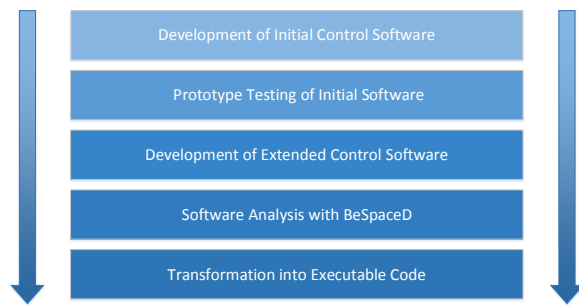 Development of Initial Control Software
Prototype Testing of Initial Software
Development of Extended Control Software
Software Analysis with BeSpaceD
Transformation into Executable Code